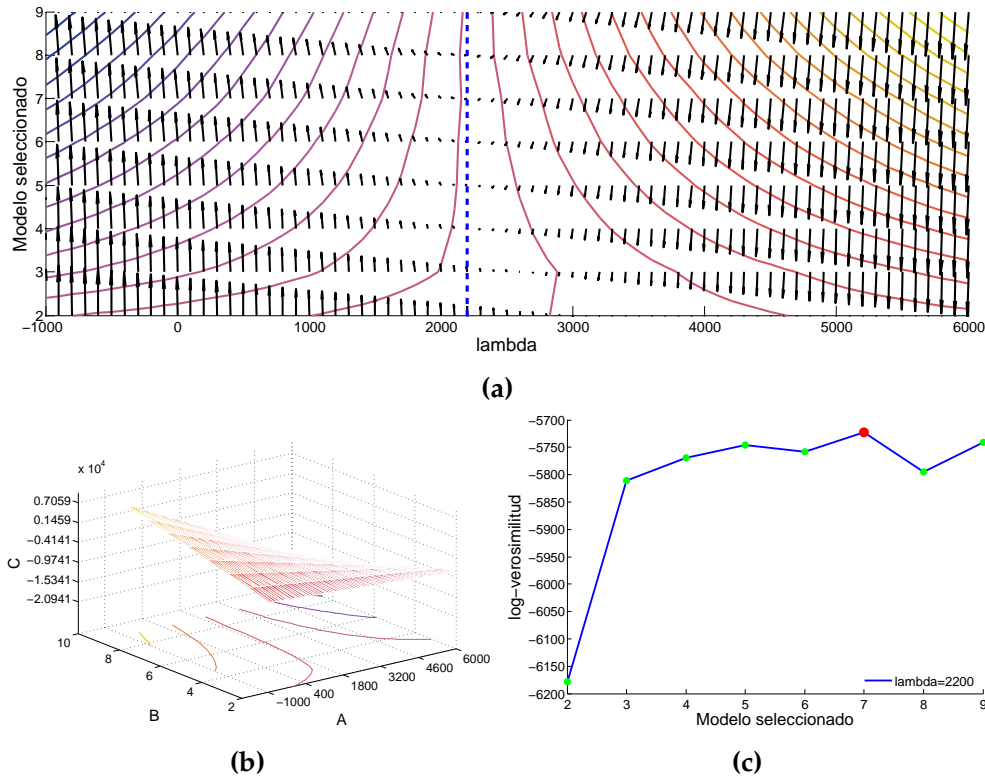 9
8
7
6
5
4
3
2
Modelo seleccionado
−1000 0 1000 2000 3000 4000 5000 6000
lambda
(a)
x 10^4
0.7059
0.1459
−0.4141
−0.9741
−1.5341
−2.0941
C
10
8
6
4
2
B
−1000
400
1800
3200
4600
6000
A
(b)
−5700
−5750
−5800
−5850
−5900
−5950
−6000
−6050
−6100
−6150
−6200
log−verosimilitud
lambda=2200
2 3 4 5 6 7 8 9
Modelo seleccionado
(c)